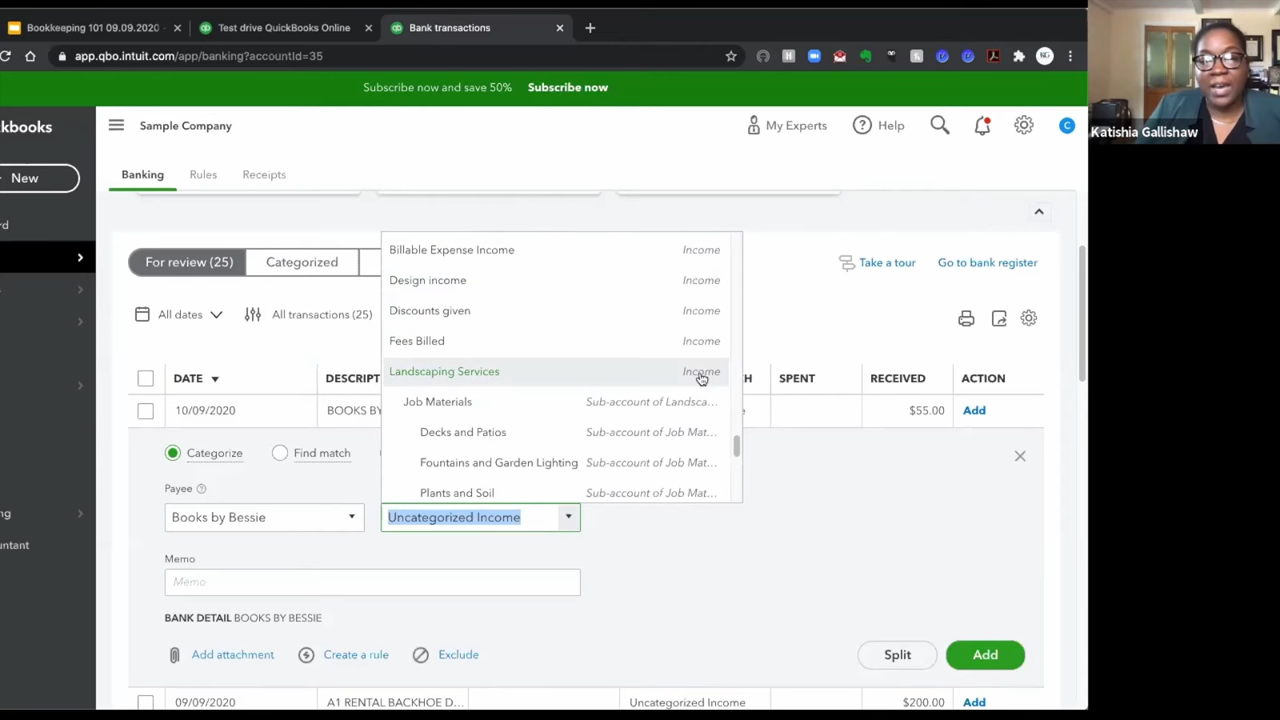 Bookkeeping 101 09.09.2020
Test drive QuickBooks Online
Bank transactions
app.qbo.intuit.com/app/banking?accountId=35
Subscribe now and save 50% Subscribe now
ckbooks
Sample Company
My Experts
Help
C
Katishia Gallishaw
New
Banking
Rules
Receipts
rd
For review (25)
Categorized
Take a tour
Go to bank register
All dates
All transactions (25)
Billable Expense Income Income
Design income Income
Discounts given Income
Fees Billed Income
Landscaping Services Income
Job Materials Sub-account of Landsca...
Decks and Patios Sub-account of Job Mat...
Fountains and Garden Lighting Sub-account of Job Mat...
Plants and Soil Sub-account of Job Mat...
DATE DESCRIPT H SPENT RECEIVED ACTION
10/09/2020 BOOKS BY e $55.00 Add
Categorize
Find match
Payee
Books by Bessie
Uncategorized Income
Memo
Memo
BANK DETAIL BOOKS BY BESSIE
Add attachment
Create a rule
Exclude
Split
Add
ng
untant
09/09/2020 A1 RENTAL BACKHOE D... Uncategorized Income $200.00 Add